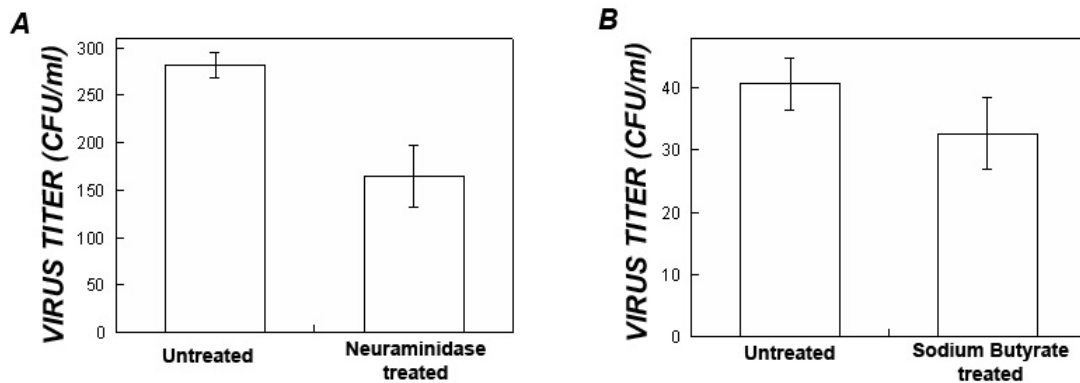 A
VIRUS TITER (CFU/ml)
300
250
200
150
100
50
0
Untreated
Neuraminidase
treated
B
VIRUS TITER (CFU/ml)
40
30
20
10
0
Untreated
Sodium Butyrate
treated